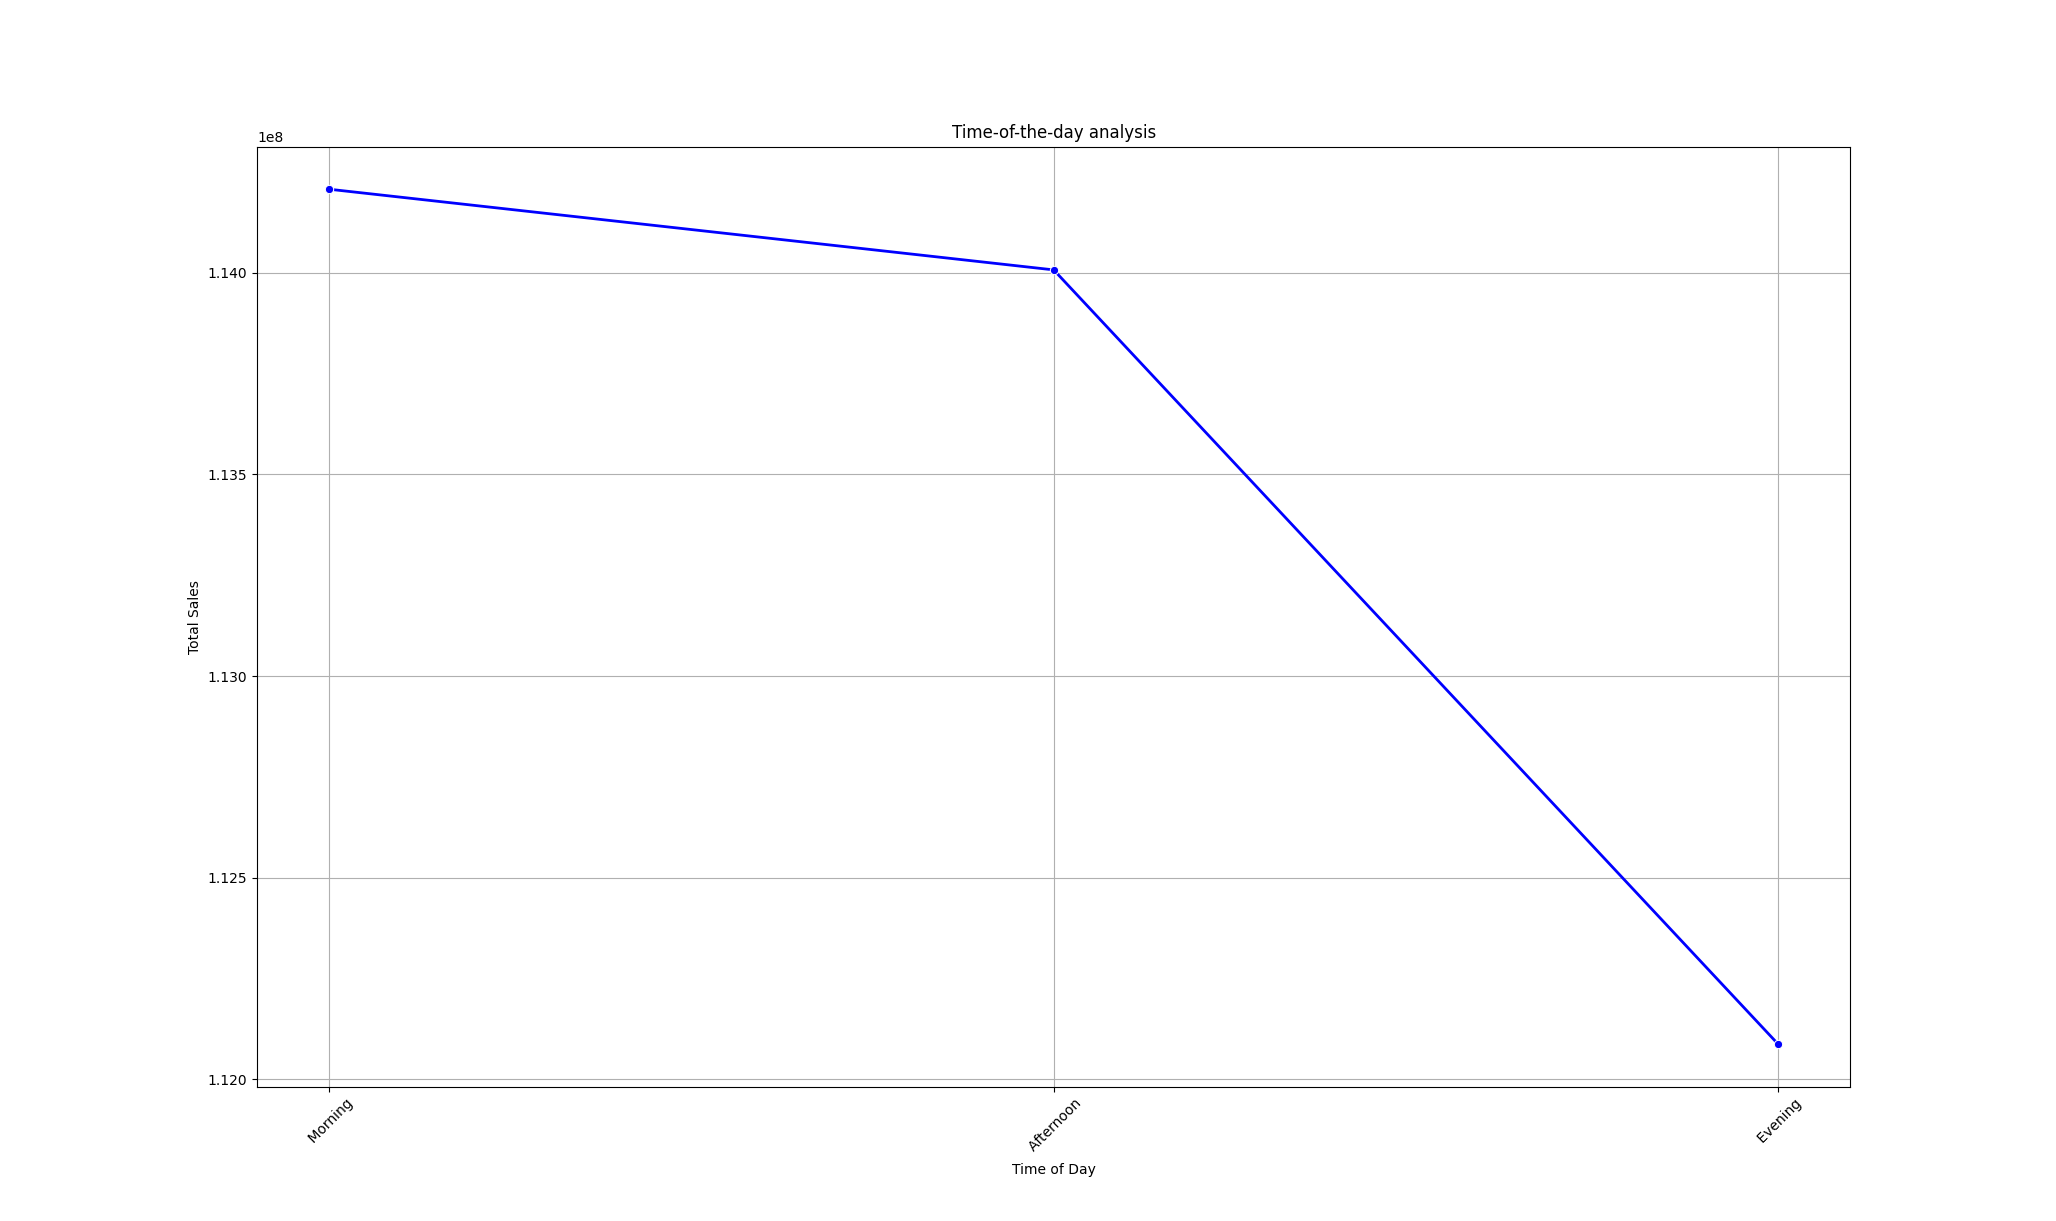 Time-of-the-day analysis
1e8
1.140
1.135
1.130
1.125
1.120
Total Sales
Morning
Afternoon
Evening
Time of Day